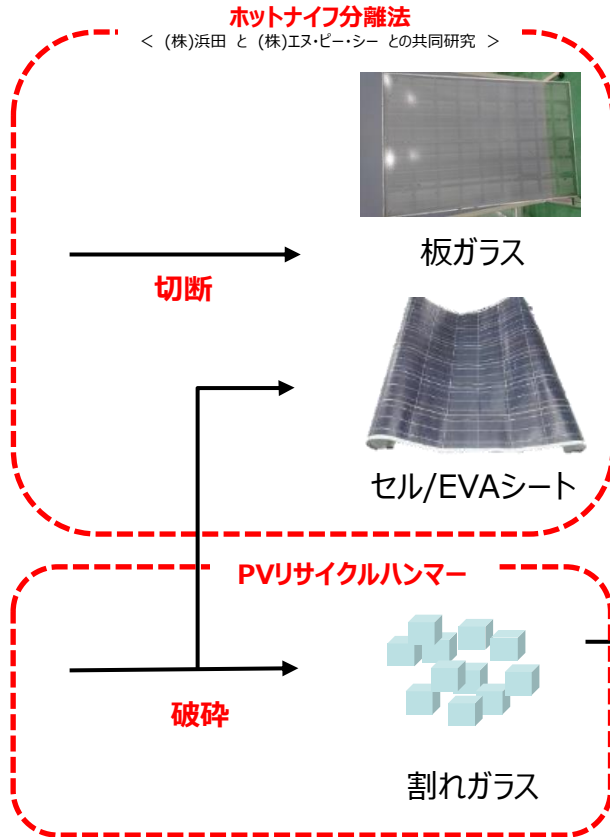 ホットナイフ分離法
< (株)浜田 と (株)エヌ・ピー・シー との共同研究 >
板ガラス
切断
セル/EVAシート
PVリサイクルハンマー
破砕
割れガラス